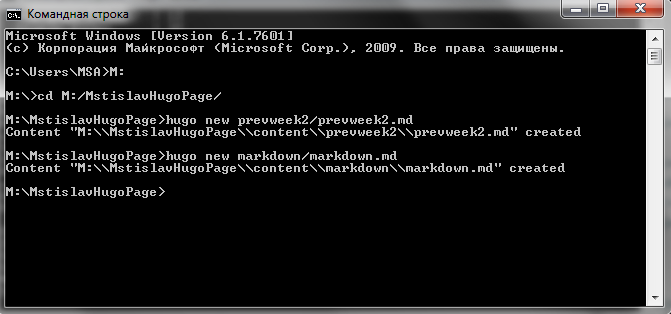 Командная строка
Microsoft Windows [Version 6.1.7601]
(c) Корпорация Майкрософт (Microsoft Corp.), 2009. Все права защищены.
C:\Users\MSA>M:
M:\>cd M:/MstislavHugoPage/
M:\MstislavHugoPage>hugo new prevweek2/prevweek2.md
Content "M:\\MstislavHugoPage\\content\\prevweek2\\prevweek2.md" created
M:\MstislavHugoPage>hugo new markdown/markdown.md
Content "M:\\MstislavHugoPage\\content\\markdown\\markdown.md" created
M:\MstislavHugoPage>